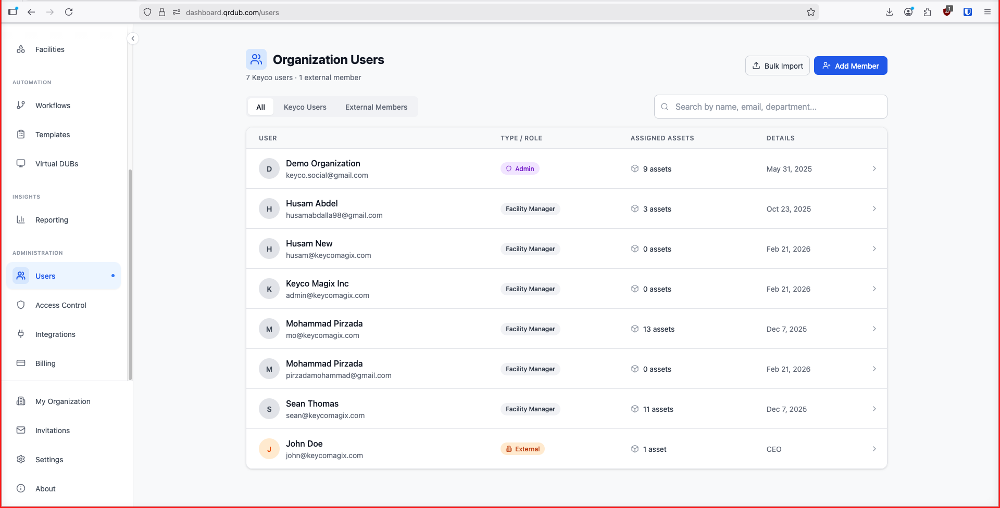 dashboard.qrdub.com/users
1
Facilities
AUTOMATION
Workflows
Templates
Virtual DUBs
INSIGHTS
Reporting
ADMINISTRATION
Users
Access Control
Integrations
Billing
My Organization
Invitations
Settings
About
Organization Users
7 Keyco users · 1 external member
Bulk Import
Add Member
All Keyco Users External Members
Search by name, email, department...
USER TYPE / ROLE ASSIGNED ASSETS DETAILS
D Demo Organization Admin 9 assets May 31, 2025
keyco.social@gmail.com
H Husam Abdel Facility Manager 3 assets Oct 23, 2025
husamabdalla98@gmail.com
H Husam New Facility Manager 0 assets Feb 21, 2026
husam@keycomagix.com
K Keyco Magix Inc Facility Manager 0 assets Feb 21, 2026
admin@keycomagix.com
M Mohammad Pirzada Facility Manager 13 assets Dec 7, 2025
mo@keycomagix.com
M Mohammad Pirzada Facility Manager 0 assets Feb 21, 2026
pirzadamohammad@gmail.com
S Sean Thomas Facility Manager 11 assets Dec 7, 2025
sean@keycomagix.com
J John Doe External 1 asset CEO
john@keycomagix.com